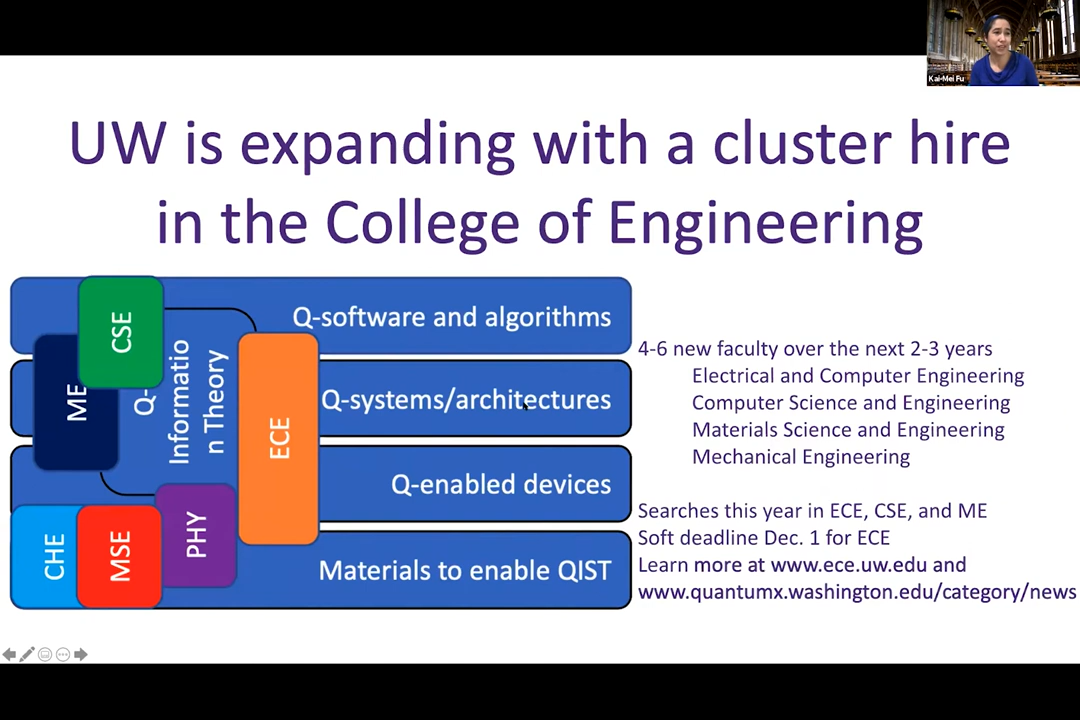 Kai-Mei Fu
UW is expanding with a cluster hire
in the College of Engineering
CSE
ME
Q-
Informatio
n Theory
ECE
CHE
MSE
PHY
Q-software and algorithms
Q-systems/architectures
Q-enabled devices
Materials to enable QIST
4-6 new faculty over the next 2-3 years
Electrical and Computer Engineering
Computer Science and Engineering
Materials Science and Engineering
Mechanical Engineering
Searches this year in ECE, CSE, and ME
Soft deadline Dec. 1 for ECE
Learn more at www.ece.uw.edu and
www.quantumx.washington.edu/category/news